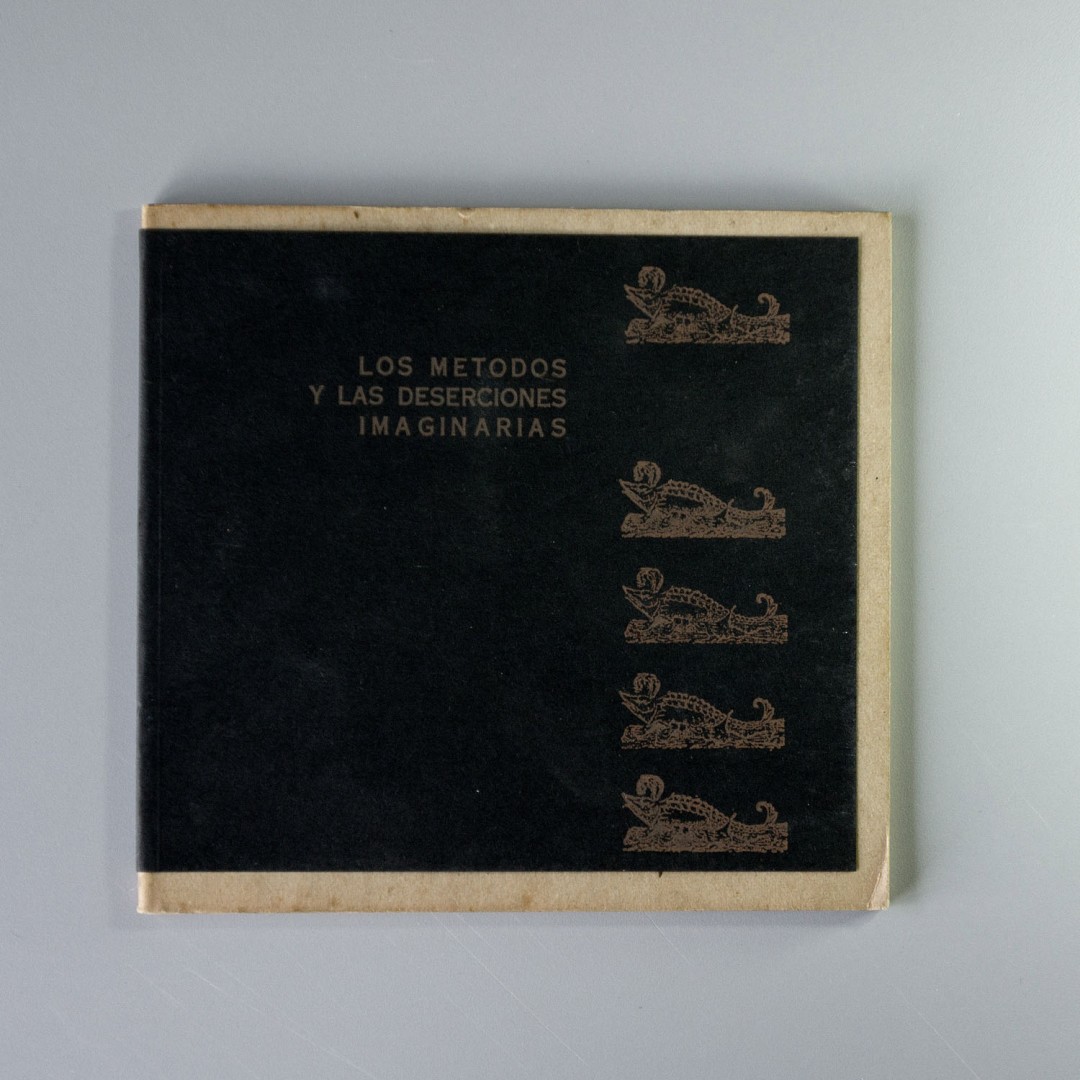 LOS METODOS
Y LAS DESERCIONES
IMAGINARIAS